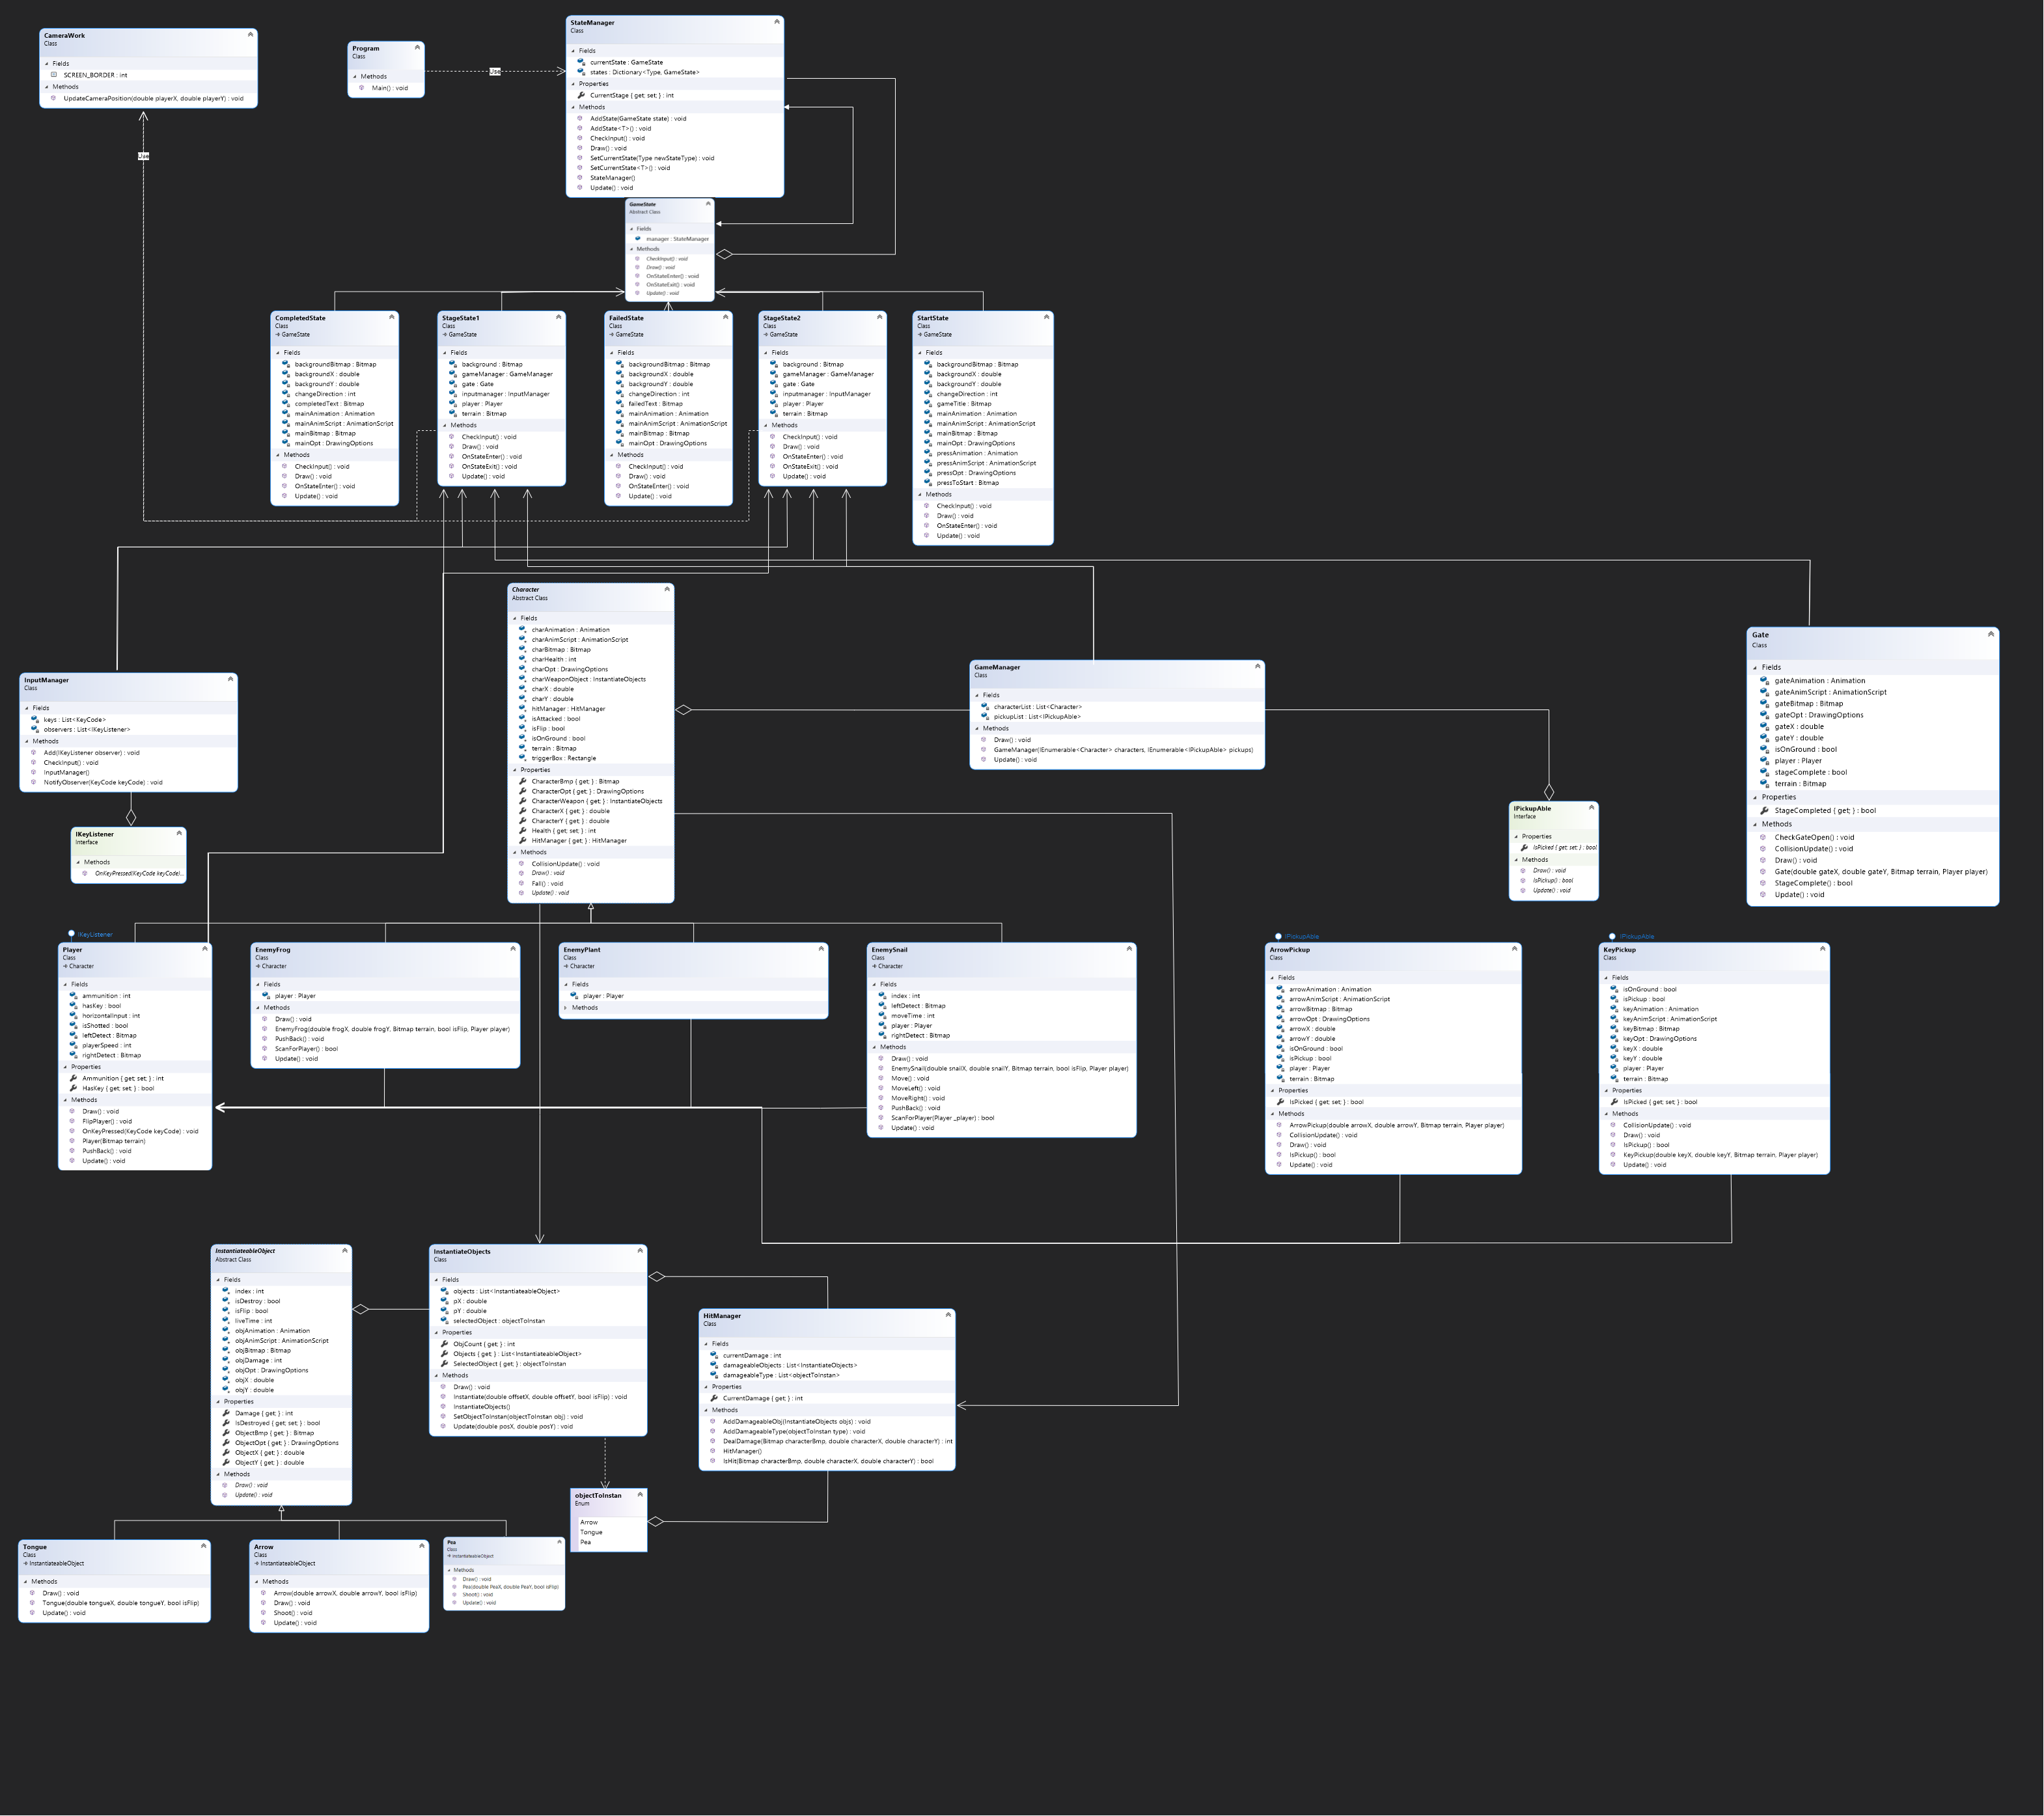 CameraWork
Class
Fields
SCREEN_BORDER : int
Methods
UpdateCameraPosition(double playerX, double playerY) : void
Use
Program
Class
Methods
Main() : void
Use
StateManager
Class
Fields
currentState : GameState
states : Dictionary<Type, GameState>
Properties
CurrentStage { get; set; } : int
Methods
AddState(GameState state) : void
AddState<T>() : void
CheckInput() : void
Draw() : void
SetCurrentState(Type newStateType) : void
SetCurrentState<T>() : void
StateManager()
Update() : void
GameState
Abstract Class
Fields
manager : StateManager
Methods
CheckInput() : void
Draw() : void
OnStateEnter() : void
OnStateExit() : void
Update() : void
CompletedState
Class
GameState
Fields
backgroundBitmap : Bitmap
backgroundX : double
backgroundY : double
changeDirection : int
completedText : Bitmap
mainAnimation : Animation
mainAnimScript : AnimationScript
mainBitmap : Bitmap
mainOpt : DrawingOptions
Methods
CheckInput() : void
Draw() : void
OnStateEnter() : void
Update() : void
StageState1
Class
GameState
Fields
background : Bitmap
gameManager : GameManager
gate : Gate
inputmanager : InputManager
player : Player
terrain : Bitmap
Methods
CheckInput() : void
Draw() : void
OnStateEnter() : void
OnStateExit() : void
Update() : void
FailedState
Class
GameState
Fields
backgroundBitmap : Bitmap
backgroundX : double
backgroundY : double
changeDirection : int
failedText : Bitmap
mainAnimation : Animation
mainAnimScript : AnimationScript
mainBitmap : Bitmap
mainOpt : DrawingOptions
Methods
CheckInput() : void
Draw() : void
OnStateEnter() : void
Update() : void
StageState2
Class
GameState
Fields
background : Bitmap
gameManager : GameManager
gate : Gate
inputmanager : InputManager
player : Player
terrain : Bitmap
Methods
CheckInput() : void
Draw() : void
OnStateEnter() : void
OnStateExit() : void
Update() : void
StartState
Class
GameState
Fields
backgroundBitmap : Bitmap
backgroundX : double
backgroundY : double
changeDirection : int
gameTitle : Bitmap
mainAnimation : Animation
mainAnimScript : AnimationScript
mainBitmap : Bitmap
mainOpt : DrawingOptions
pressAnimation : Animation
pressAnimScript : AnimationScript
pressOpt : DrawingOptions
pressToStart : Bitmap
Methods
CheckInput() : void
Draw() : void
OnStateEnter() : void
Update() : void
InputManager
Class
Fields
keys : List<KeyCode>
observers : List<IKeyListener>
Methods
Add(IKeyListener observer) : void
CheckInput() : void
InputManager()
NotifyObserver(KeyCode keyCode) : void
IKeyListener
Interface
Methods
OnKeyPressed(KeyCode keyCode)...
Character
Abstract Class
Fields
charAnimation : Animation
charAnimScript : AnimationScript
charBitmap : Bitmap
charHealth : int
charOpt : DrawingOptions
charWeaponObject : InstantiateObjects
charX : double
charY : double
hitManager : HitManager
isAttacked : bool
isFlip : bool
isOnGround : bool
terrain : Bitmap
triggerBox : Rectangle
Properties
CharacterBmp { get; } : Bitmap
CharacterOpt { get; } : DrawingOptions
CharacterWeapon { get; } : InstantiateObjects
CharacterX { get; } : double
CharacterY { get; } : double
Health { get; set; } : int
HitManager { get; } : HitManager
Methods
CollisionUpdate() : void
Draw() : void
Fall() : void
Update() : void
GameManager
Class
Fields
characterList : List<Character>
pickupList : List<IPickupAble>
Methods
Draw() : void
GameManager(IEnumerable<Character> characters, IEnumerable<IPickupAble> pickups)
Update() : void
IPickupAble
Interface
Properties
IsPicked { get; set; } : bool
Methods
Draw() : void
IsPickup() : bool
Update() : void
Gate
Class
Fields
gateAnimation : Animation
gateAnimScript : AnimationScript
gateBitmap : Bitmap
gateOpt : DrawingOptions
gateX : double
gateY : double
isOnGround : bool
player : Player
stageComplete : bool
terrain : Bitmap
Properties
StageCompleted { get; } : bool
Methods
CheckGateOpen() : void
CollisionUpdate() : void
Draw() : void
Gate(double gateX, double gateY, Bitmap terrain, Player player)
StageComplete() : bool
Update() : void
IKeyListener
Player
Class
Character
Fields
ammunition : int
hasKey : bool
horizontalInput : int
isShotted : bool
leftDetect : Bitmap
playerSpeed : int
rightDetect : Bitmap
Properties
Ammunition { get; set; } : int
HasKey { get; set; } : bool
Methods
Draw() : void
FlipPlayer() : void
OnKeyPressed(KeyCode keyCode) : void
Player(Bitmap terrain)
PushBack() : void
Update() : void
EnemyFrog
Class
Character
Fields
player : Player
Methods
Draw() : void
EnemyFrog(double frogX, double frogY, Bitmap terrain, bool isFlip, Player player)
PushBack() : void
ScanForPlayer() : bool
Update() : void
EnemyPlant
Class
Character
Fields
player : Player
Methods
EnemySnail
Class
Character
Fields
index : int
leftDetect : Bitmap
moveTime : int
player : Player
rightDetect : Bitmap
Methods
Draw() : void
EnemySnail(double snailX, double snailY, Bitmap terrain, bool isFlip, Player player)
Move() : void
MoveLeft() : void
MoveRight() : void
PushBack() : void
ScanForPlayer(Player _player) : bool
Update() : void
IPickupAble
ArrowPickup
Class
Fields
arrowAnimation : Animation
arrowAnimScript : AnimationScript
arrowBitmap : Bitmap
arrowOpt : DrawingOptions
arrowX : double
arrowY : double
isOnGround : bool
isPickup : bool
player : Player
terrain : Bitmap
Properties
IsPicked { get; set; } : bool
Methods
ArrowPickup(double arrowX, double arrowY, Bitmap terrain, Player player)
CollisionUpdate() : void
Draw() : void
IsPickup() : bool
Update() : void
IPickupAble
KeyPickup
Class
Fields
isOnGround : bool
isPickup : bool
keyAnimation : Animation
keyAnimScript : AnimationScript
keyBitmap : Bitmap
keyOpt : DrawingOptions
keyX : double
keyY : double
player : Player
terrain : Bitmap
Properties
IsPicked { get; set; } : bool
Methods
CollisionUpdate() : void
Draw() : void
IsPickup() : bool
KeyPickup(double keyX, double keyY, Bitmap terrain, Player player)
Update() : void
InstantiateableObject
Abstract Class
Fields
index : int
isDestroy : bool
isFlip : bool
liveTime : int
objAnimation : Animation
objAnimScript : AnimationScript
objBitmap : Bitmap
objDamage : int
objOpt : DrawingOptions
objX : double
objY : double
Properties
Damage { get; } : int
IsDestroyed { get; set; } : bool
ObjectBmp { get; } : Bitmap
ObjectOpt { get; } : DrawingOptions
ObjectX { get; } : double
ObjectY { get; } : double
Methods
Draw() : void
Update() : void
InstantiateObjects
Class
Fields
objects : List<InstantiateableObject>
pX : double
pY : double
selectedObject : objectToInstan
Properties
ObjCount { get; } : int
Objects { get; } : List<InstantiateableObject>
SelectedObject { get; } : objectToInstan
Methods
Draw() : void
Instantiate(double offsetX, double offsetY, bool isFlip) : void
InstantiateObjects()
SetObjectToInstan(objectToInstan obj) : void
Update(double posX, double posY) : void
HitManager
Class
Fields
currentDamage : int
damageableObjects : List<InstantiateObjects>
damageableType : List<objectToInstan>
Properties
CurrentDamage { get; } : int
Methods
AddDamageableObj(InstantiateObjects objs) : void
AddDamageableType(objectToInstan type) : void
DealDamage(Bitmap characterBmp, double characterX, double characterY) : int
HitManager()
IsHit(Bitmap characterBmp, double characterX, double characterY) : bool
objectToInstan
Enum
Arrow
Tongue
Pea
Tongue
Class
InstantiateableObject
Methods
Draw() : void
Tongue(double tongueX, double tongueY, bool isFlip)
Update() : void
Arrow
Class
InstantiateableObject
Methods
Arrow(double arrowX, double arrowY, bool isFlip)
Draw() : void
Shoot() : void
Update() : void
Pea
Class
InstantiateableObject
Methods
Draw() : void
Pea(double PeaX, double PeaY, bool isFlip)
Shoot() : void
Update() : void